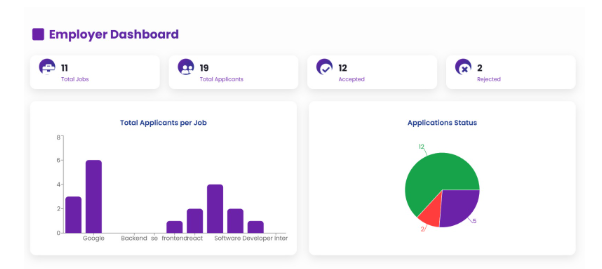 Employer Dashboard
11
Total Jobs
19
Total Applicants
12
Accepted
2
Rejected
Total Applicants per Job
8
6
4
2
0
Google Backend se frontendreact Software Developer Inter
Applications Status
12
2
5